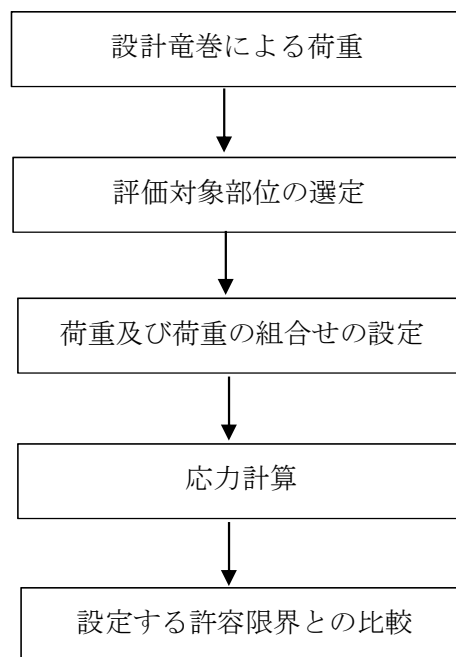 設計竜巻による荷重
評価対象部位の選定
荷重及び荷重の組合せの設定
応力計算
設定する許容限界との比較